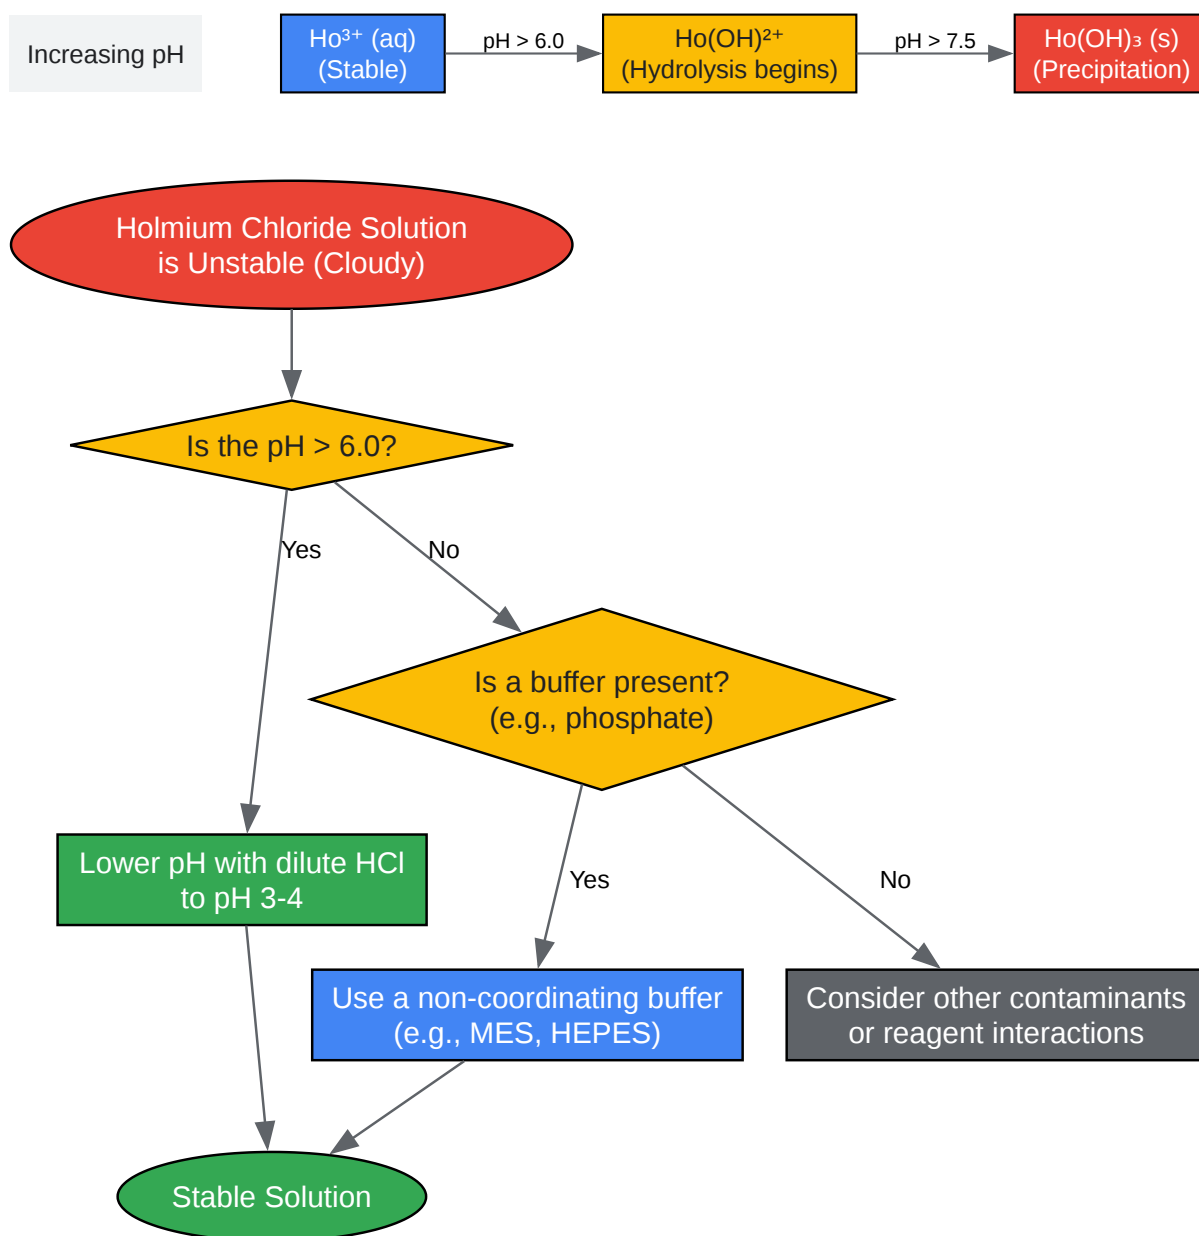 Increasing pH
Ho³⁺ (aq)
(Stable)
pH > 6.0
Ho(OH)²⁺
(Hydrolysis begins)
pH > 7.5
Ho(OH)₃ (s)
(Precipitation)
Holmium Chloride Solution
is Unstable (Cloudy)
Is the pH > 6.0?
Yes
No
Is a buffer present?
(e.g., phosphate)
Lower pH with dilute HCl
to pH 3-4
Yes
No
Use a non-coordinating buffer
(e.g., MES, HEPES)
Consider other contaminants
or reagent interactions
Stable Solution